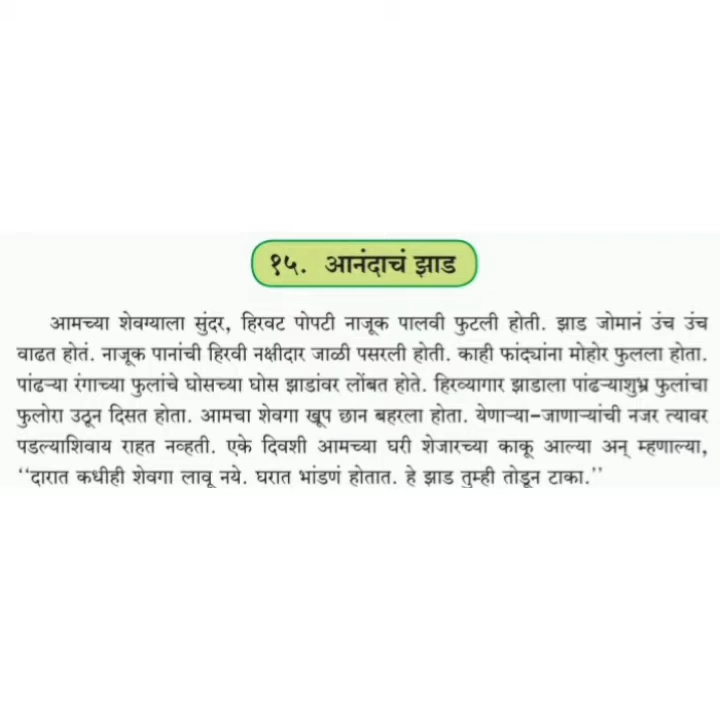 १५. आनंदाचं झाड
आमच्या शेवग्याला सुंदर, हिरवट पोपटी नाजूक पालवी फुटली होती. झाड जोमानं उंच उंच
वाढत होतं. नाजूक पानांची हिरवी नक्षीदार जाळी पसरली होती. काही फांद्यांना मोहोर फुलला होता.
पांढऱ्या रंगाच्या फुलांचे घोसच्या घोस झाडांवर लोंबत होते. हिरव्यागार झाडाला पांढऱ्याशुभ्र फुलांचा
फुलोरा उठून दिसत होता. आमचा शेवगा खूप छान बहरला होता. येणाऱ्या-जाणाऱ्यांची नजर त्यावर
पडल्याशिवाय राहत नव्हती. एके दिवशी आमच्या घरी शेजारच्या काकू आल्या अन् म्हणाल्या,
‘‘दारात कधीही शेवगा लावू नये. घरात भांडणं होतात. हे झाड तुम्ही तोडून टाका.’’